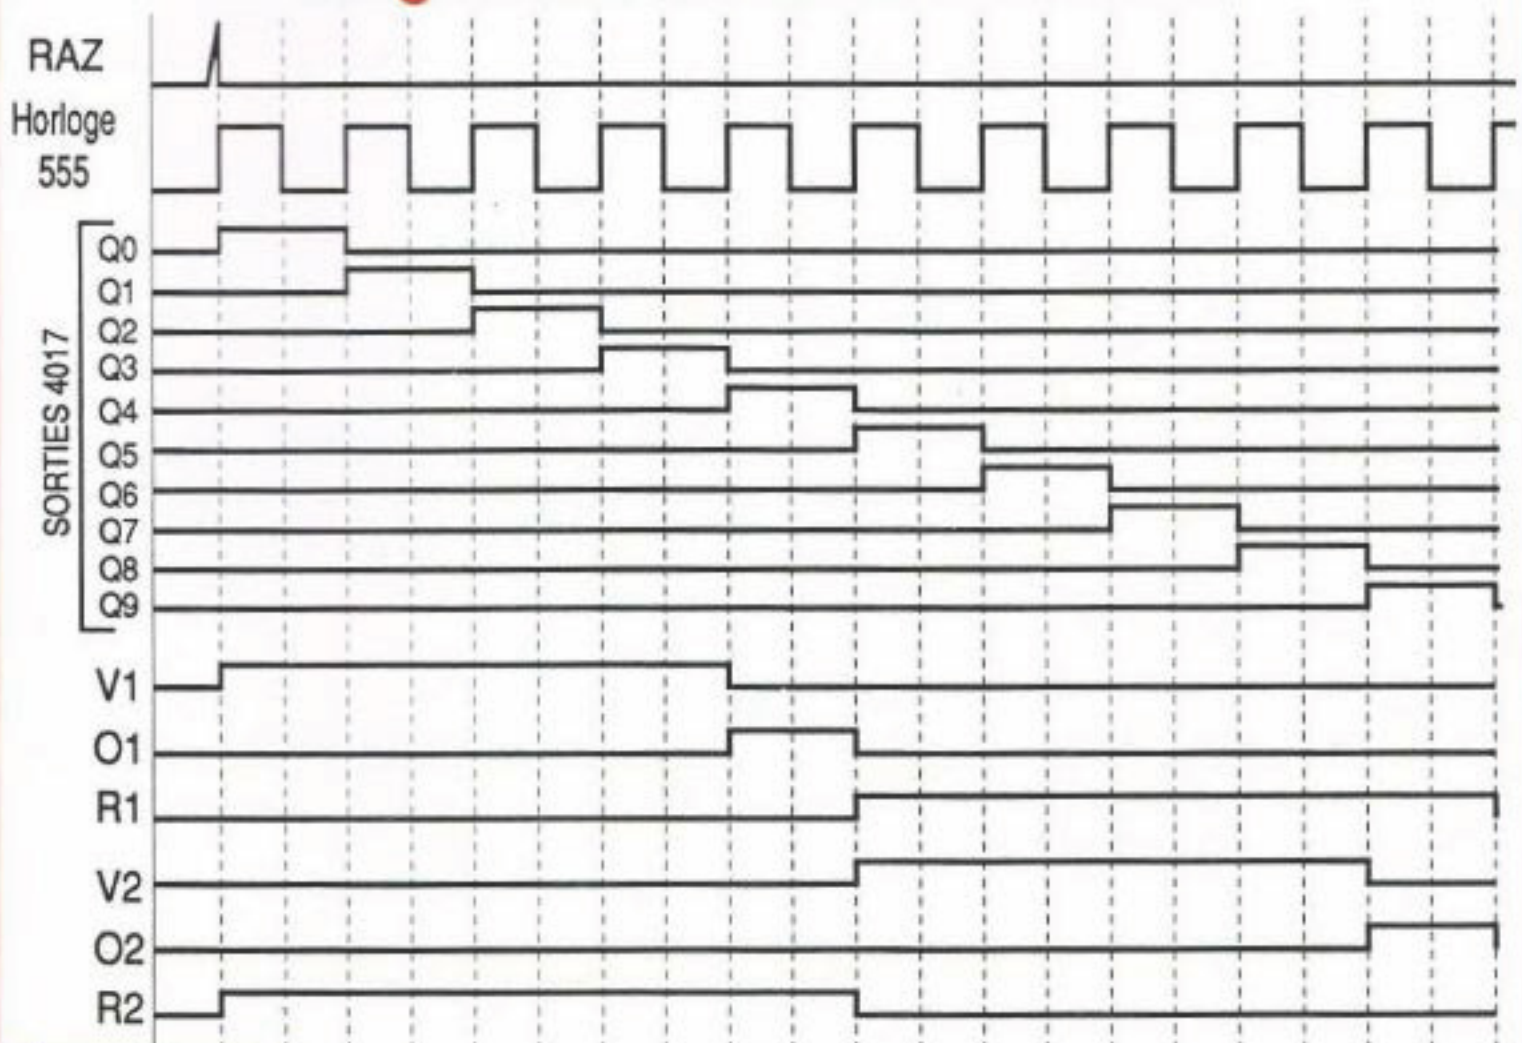 RAZ
Horloge
555
SORTIES 4017
Q0
Q1
Q2
Q3
Q4
Q5
Q6
Q7
Q8
Q9
V1
O1
R1
V2
O2
R2